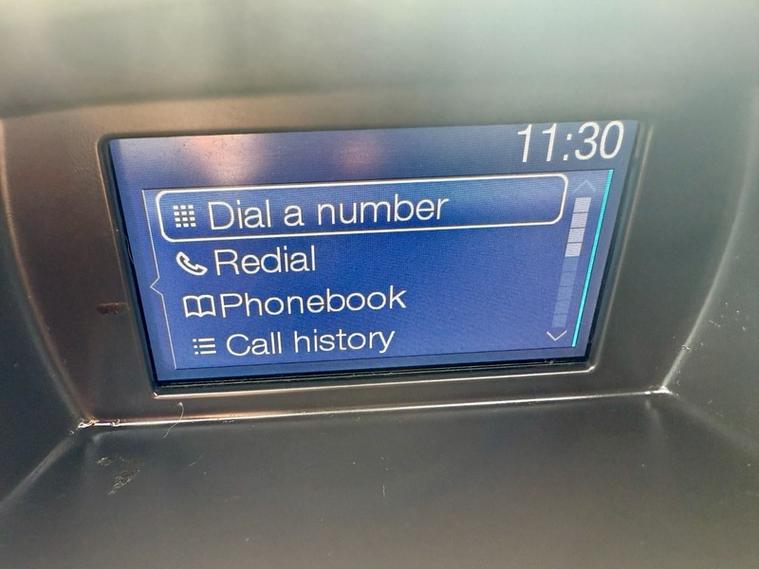 11:30
Dial a number
Redial
Phonebook
Call history